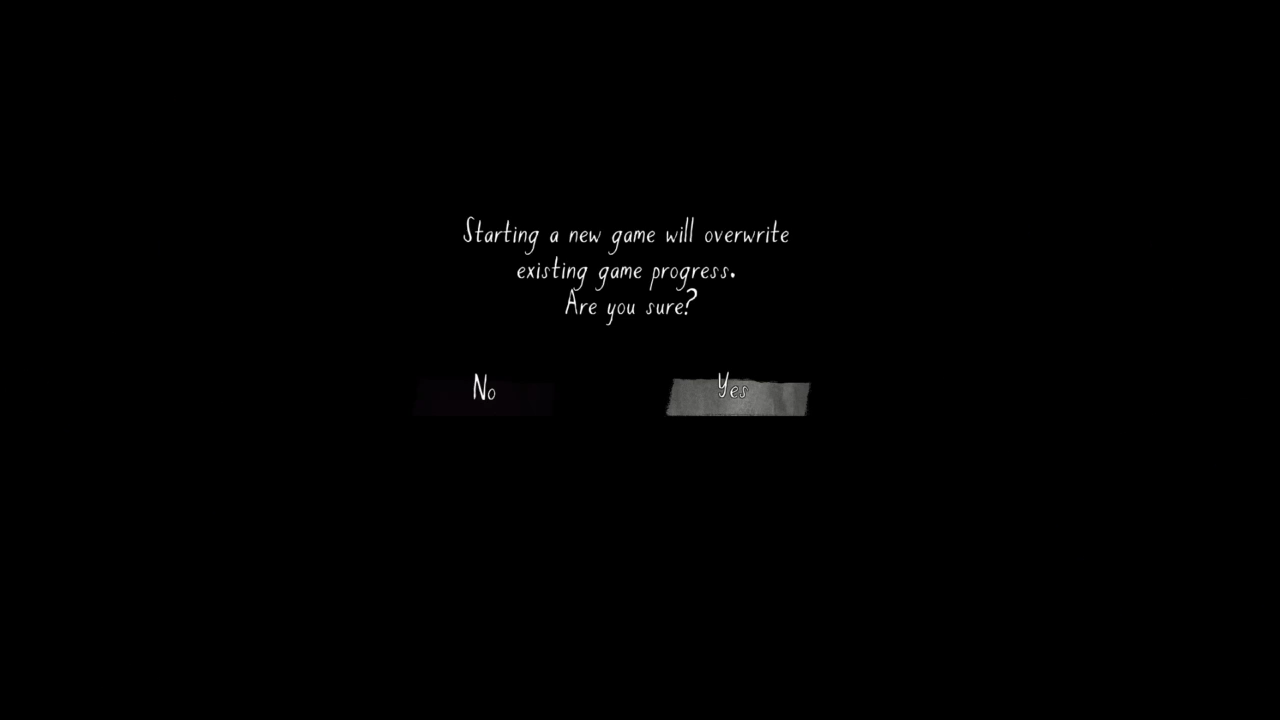 Starting a new game will overwrite
existing game progress.
Are you sure?
No
Yes